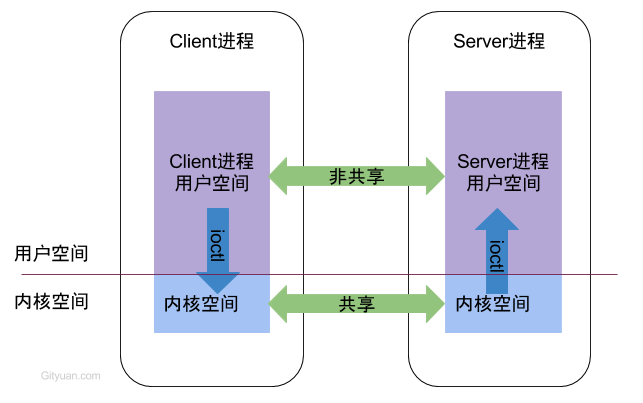 Client进程
Server进程
Client进程
用户空间
非共享
Server进程
用户空间
ioctl
ioctl
用户空间
内核空间
内核空间
共享
内核空间
Gityuan.com